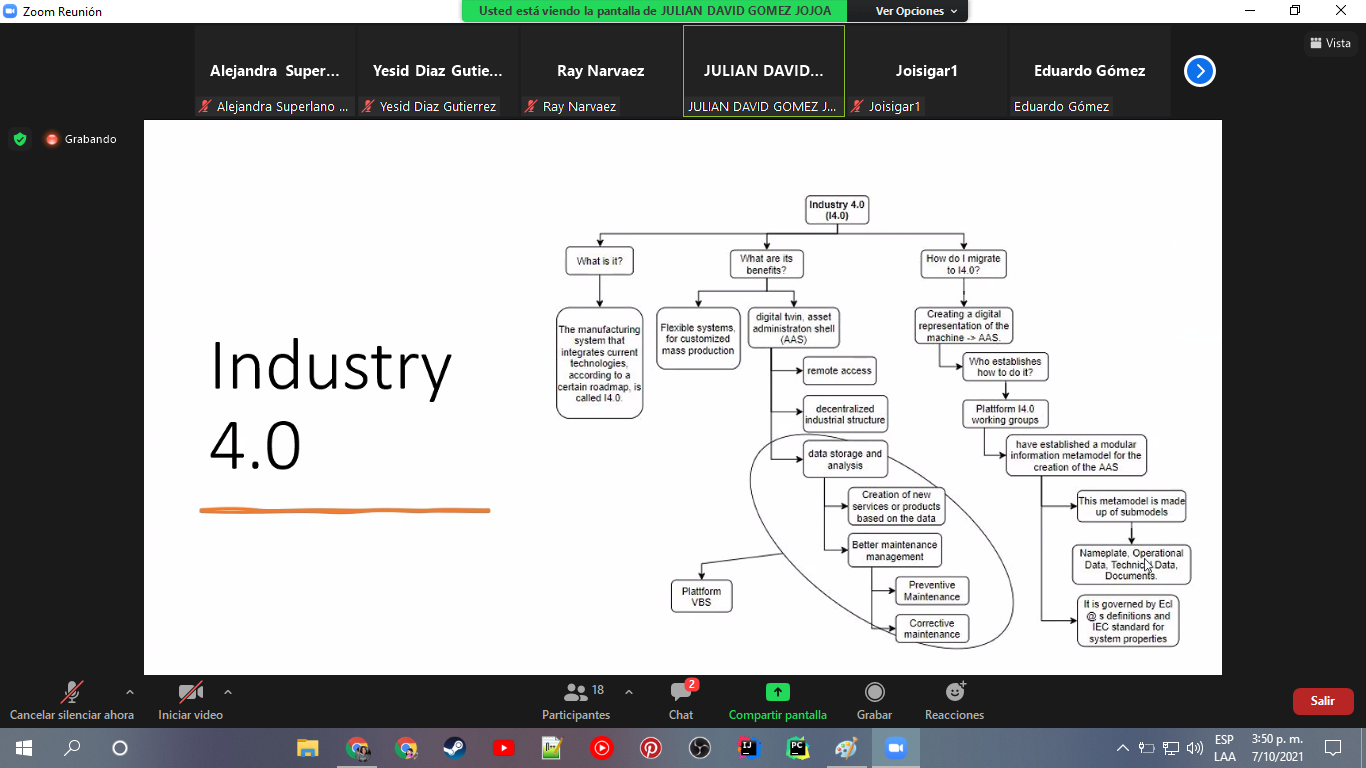 Zoom Reunión
Usted está viendo la pantalla de JULIAN DAVID GOMEZ JOJOA
Ver Opciones
Alejandra Super...
Yesid Diaz Gutie...
Ray Narvaez
JULIAN DAVID...
Joisigar1
Eduardo Gómez
Vista
Alejandra Superlano ...
Yesid Diaz Gutierrez
Ray Narvaez
JULIAN DAVID GOMEZ J...
Joisigar1
Eduardo Gómez
Grabando
Industry
4.0
Industry 4.0
(I4.0)
What is it?
The manufacturing
system that
integrates current
technologies,
according to a
certain roadmap, is
called I4.0.
What are its
benefits?
Flexible systems,
for customized
mass production
digital twin, asset
administraton shell
(AAS)
remote access
decentralized
industrial structure
data storage and
analysis
Creation of new
services or products
based on the data
Better maintenance
management
Preventive
Maintenance
Corrective
maintenance
Plattform
VBS
How do I migrate
to I4.0?
Creating a digital
representation of the
machine -> AAS.
Who establishes
how to do it?
Plattform I4.0
working groups
have established a modular
information metamodel for the
creation of the AAS
This metamodel is made
up of submodels
Nameplate, Operational
Data, Technical Data,
Documents.
It is governed by Ecl
@ s definitions and
IEC standard for
system properties
Cancelar silenciar ahora
Iniciar video
18
Participantes
2
Chat
Compartir pantalla
Grabar
Reacciones
Salir
IJ
PC
ESP
LAA
3:50 p. m.
7/10/2021